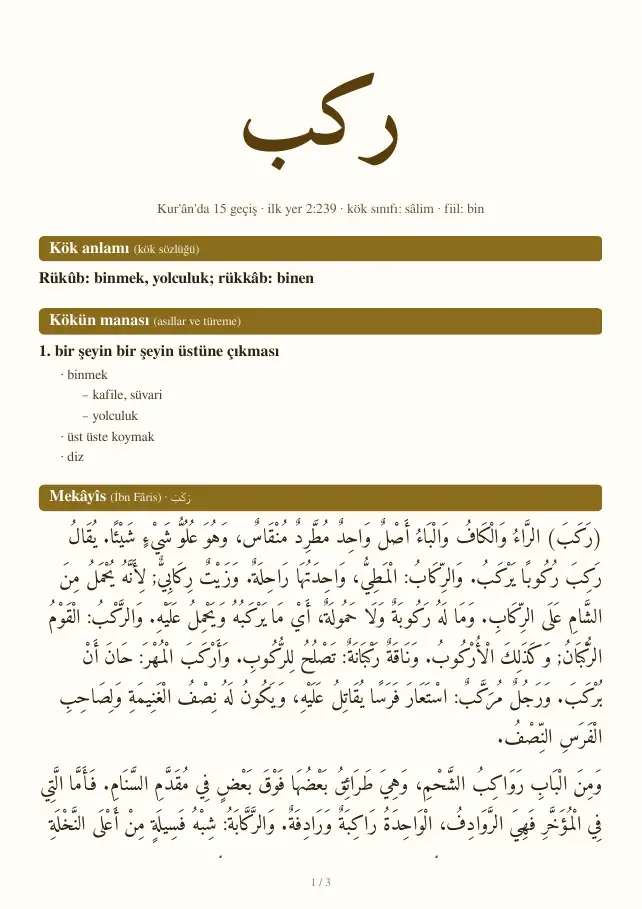 ركب
Kur'ân'da 15 geçiş · ilk yer 2:239 · kök sınıfı: sâlim · fiil: bin
Kök anlamı (kök sözlüğü)
Rükûb: binmek, yolculuk; rükkâb: binen
Kökün manası (asıllar ve türeme)
1. bir şeyin bir şeyin üstüne çıkması
· binmek
– kafile, süvari
– yolculuk
· üst üste koymak
· diz
Mekâyîs (İbn Fâris) · رَكَبَ
(رَكَبَ) الرَّاءُ وَالْكَافُ وَالْبَاءُ أَصْلٌ وَاحِدٌ مُطَّرِدٌ مُنْقَاسٌ، وَهُوَ عُلُوُّ شَيْءٍ شَيْئًا. يُقَالُ
رَكِبَ رُكُوبًا يَرْكَبُ. وَالرِّكَابُ: الْمَطِيُّ، وَاحِدَتُهَا رَاحِلَةٌ. وَزَيْتٌ رِكَابِيٌّ; لِأَنَّهُ يُحْمَلُ مِنَ
الشَّامِ عَلَى الرِّكَابِ. وَمَا لَهُ رَكُوبَةٌ وَلَا حَمُولَةٌ، أَيْ مَا يَرْكَبُهُ وَيَحْمِلُ عَلَيْهِ. وَالرَّكْبُ: الْقَوْمُ
الرُّكْبَانُ; وَكَذَلِكَ الْأُرْكُوبُ. وَنَاقَةٌ رَكْبَانَةٌ: تَصْلُحُ لِلرُّكُوبِ. وَأَرْكَبَ الْمُهْرَ: حَانَ أَنْ
يُرْكَبَ. وَرَجُلٌ مُرَكَّبٌ: اسْتَعَارَ فَرَسًا يُقَاتِلُ عَلَيْهِ، وَيَكُونُ لَهُ نِصْفُ الْغَنِيمَةِ وَلِصَاحِبِ
الْفَرَسِ النِّصْفُ.
وَمِنَ الْبَابِ رَوَاكِبُ الشَّحْمِ، وَهِيَ طَرَائِقُ بَعْضُهَا فَوْقَ بَعْضٍ فِي مُقَدَّمِ السَّنَامِ. فَأَمَّا الَّتِي
فِي الْمُؤَخَّرِ فَهِيَ الرَّوَادِفُ، الْوَاحِدَةُ رَاكِبَةٌ وَرَادِفَةٌ. وَالرَّكَّابَةُ: شِبْهُ فَسِيلَةٍ مِنْ أَعْلَى النَّخْلَةِ
1 / 3